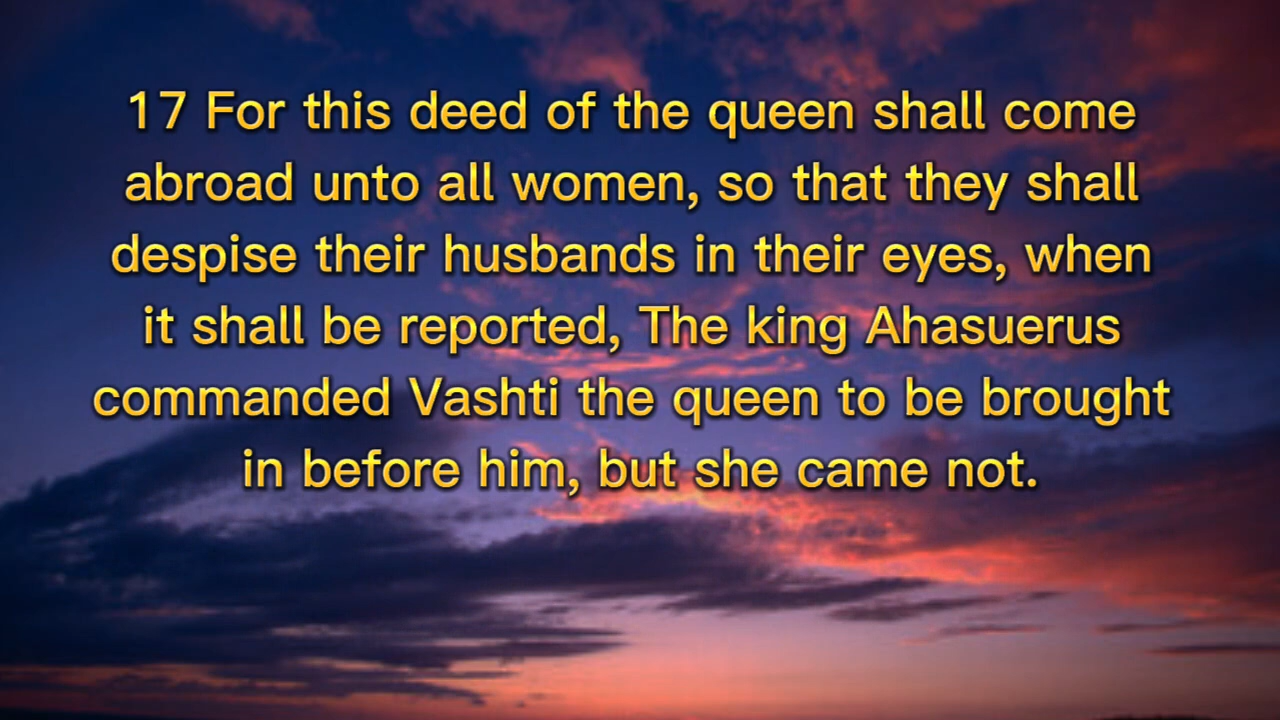 17 For this deed of the queen shall come
abroad unto all women, so that they shall
despise their husbands in their eyes, when
it shall be reported, The king Ahasuerus
commanded Vashti the queen to be brought
in before him, but she came not.